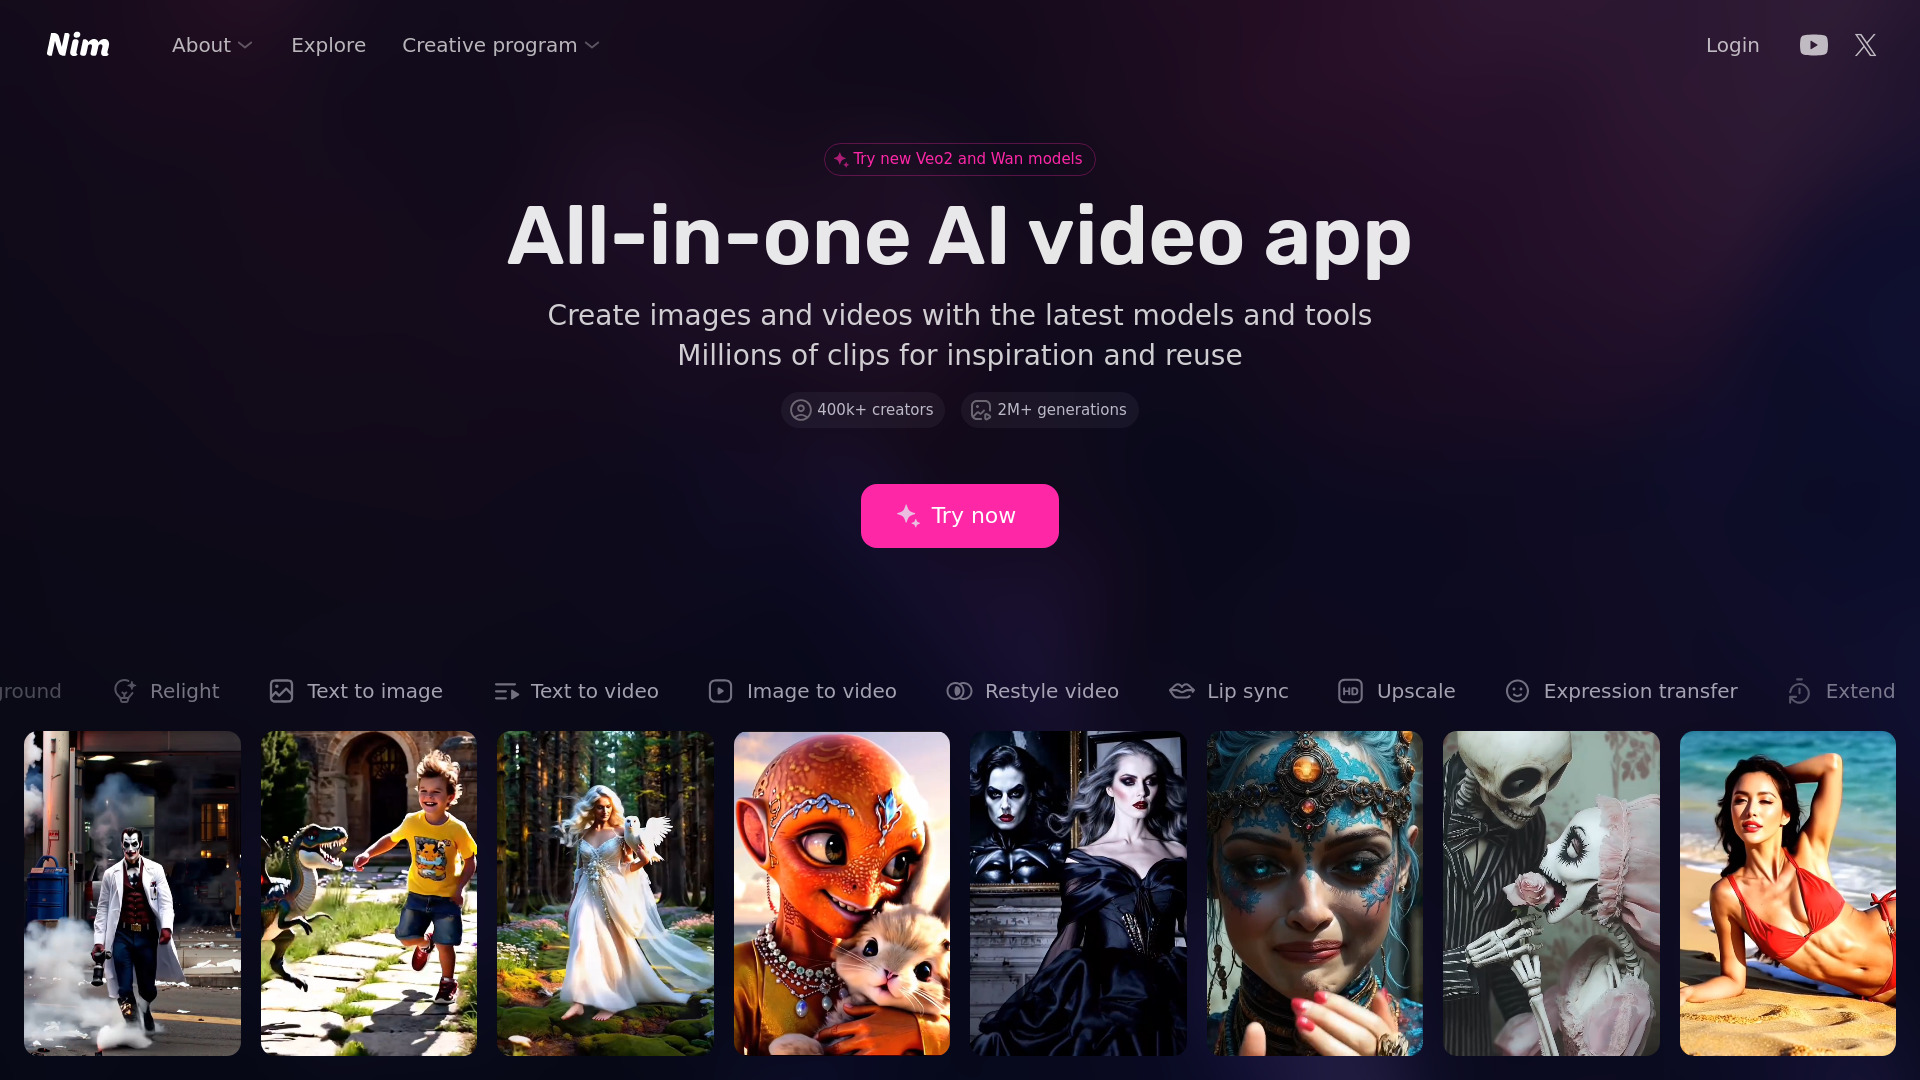 Nim
About
Explore
Creative program
Login
Try new Veo2 and Wan models
All-in-one AI video app
Create images and videos with the latest models and tools
Millions of clips for inspiration and reuse
400k+ creators
2M+ generations
Try now
ground
Relight
Text to image
Text to video
Image to video
Restyle video
Lip sync
HD
Upscale
Expression transfer
Extend